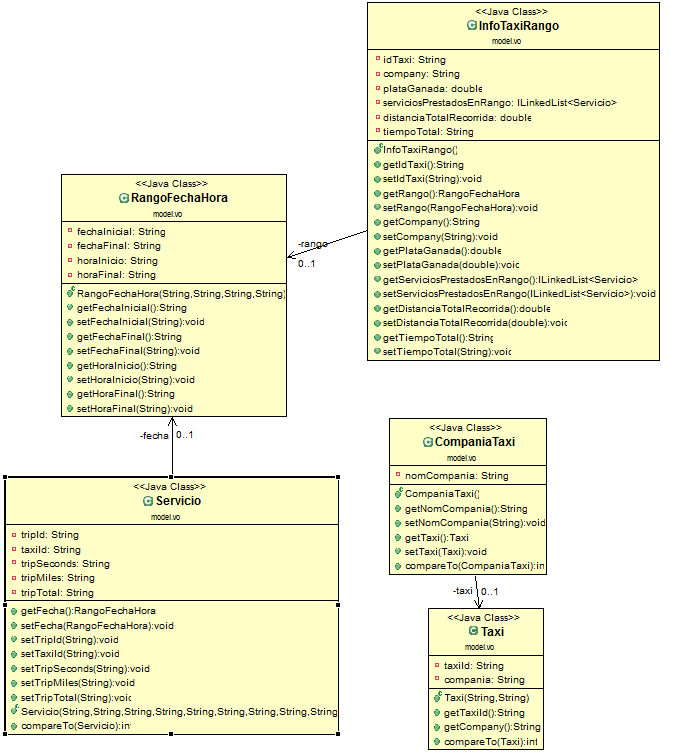 <<Java Class>>
InfoTaxiRango
model.vo
idTaxi: String
company: String
plataGanada: double
serviciosPrestadosEnRango: ILinkedList<Servicio>
distanciaTotalRecorrida: double
tiempoTotal: String
InfoTaxiRango()
getIdTaxi():String
setIdTaxi(String):void
getRango():RangoFechaHora
setRango(RangoFechaHora):void
getCompany():String
setCompany(String):void
getPlataGanada():double
setPlataGanada(double):void
getServiciosPrestadosEnRango():ILinkedList<Servicio>
setServiciosPrestadosEnRango(ILinkedList<Servicio>):void
getDistanciaTotalRecorrida():double
setDistanciaTotalRecorrida(double):void
getTiempoTotal():String
setTiempoTotal(String):void
-rango
0..1
<<Java Class>>
RangoFechaHora
model.vo
fechaInicial: String
fechaFinal: String
horaInicio: String
horaFinal: String
RangoFechaHora(String,String,String,String)
getFechaInicial():String
setFechaInicial(String):void
getFechaFinal():String
setFechaFinal(String):void
getHoraInicio():String
setHoraInicio(String):void
getHoraFinal():String
setHoraFinal(String):void
-fecha
0..1
<<Java Class>>
Servicio
model.vo
tripId: String
taxiId: String
tripSeconds: String
tripMiles: String
tripTotal: String
getFecha():RangoFechaHora
setFecha(RangoFechaHora):void
setTripId(String):void
setTaxiId(String):void
setTripSeconds(String):void
setTripMiles(String):void
setTripTotal(String):void
Servicio(String,String,String,String,String,String,String,String,String
compareTo(Servicio):int
<<Java Class>>
CompaniaTaxi
model.vo
nomCompania: String
CompaniaTaxi()
getNomCompania():String
setNomCompania(String):void
getTaxi():Taxi
setTaxi(Taxi):void
compareTo(CompaniaTaxi):int
-taxi
0..1
<<Java Class>>
Taxi
model.vo
taxiId: String
compania: String
Taxi(String,String)
getTaxiId():String
getCompany():String
compareTo(Taxi):int